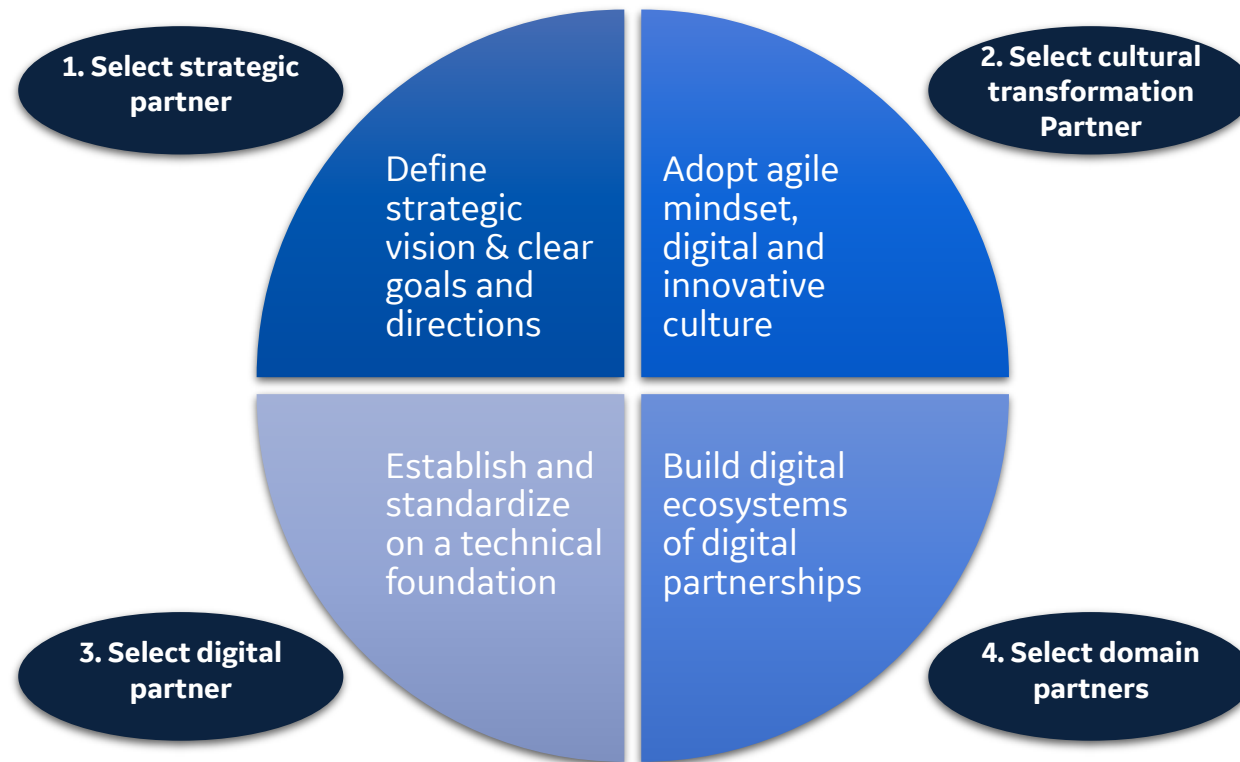 1. Select strategic
partner
2. Select cultural
transformation
Partner
Define
strategic
vision & clear
goals and
directions
Adopt agile
mindset,
digital and
innovative
culture
Establish and
standardize
on a technical
foundation
Build digital
ecosystems
of digital
partnerships
3. Select digital
partner
4. Select domain
partners